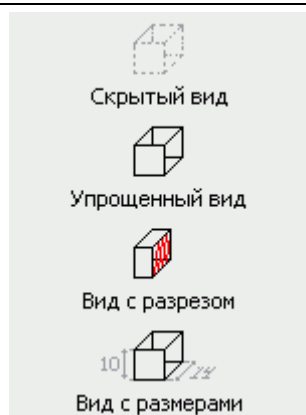 Скрытый вид
Упрощенный вид
Вид с разрезом
10
Вид с размерами